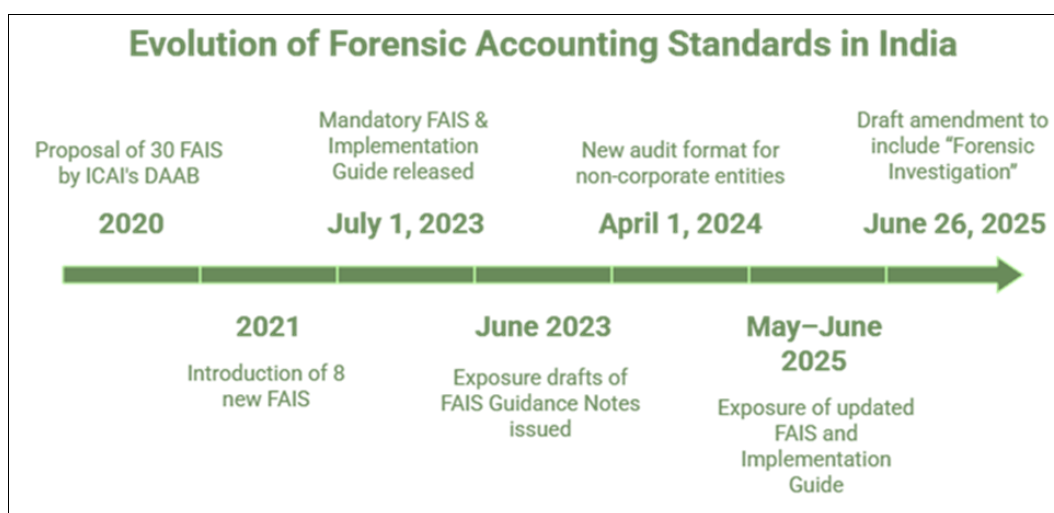 Evolution of Forensic Accounting Standards in India
Proposal of 30 FAIS
by ICAI's DAAB
2020
2021
Introduction of 8
new FAIS
Mandatory FAIS &
Implementation
Guide released
July 1, 2023
June 2023
Exposure drafts of
FAIS Guidance Notes
issued
New audit format for
non-corporate entities
April 1, 2024
May–June
2025
Exposure of updated
FAIS and
Implementation
Guide
Draft amendment to
include “Forensic
Investigation”
June 26, 2025